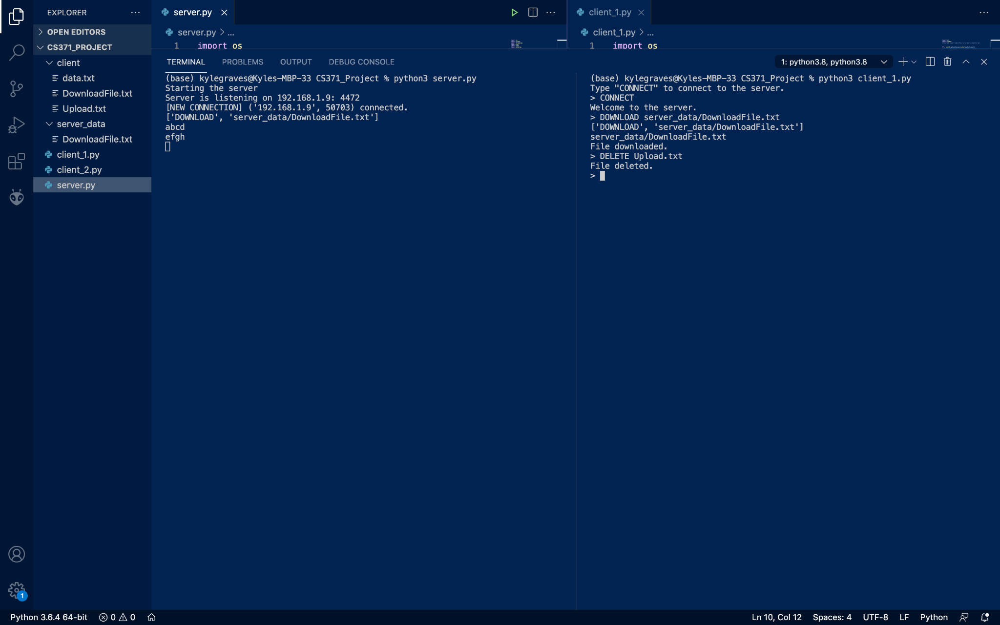 EXPLORER
OPEN EDITORS
CS371_PROJECT
client
data.txt
DownloadFile.txt
Upload.txt
server_data
DownloadFile.txt
client_1.py
client_2.py
server.py
server.py
server.py > ...
1 import os
client_1.py
client_1.py > ...
1 import os
TERMINAL PROBLEMS OUTPUT DEBUG CONSOLE
1: python3.8, python3.8
(base) kylegraves@Kyles-MBP-33 CS371_Project % python3 server.py
Starting the server
Server is listening on 192.168.1.9: 4472
[NEW CONNECTION] ('192.168.1.9', 50703) connected.
['DOWNLOAD', 'server_data/DownloadFile.txt']
abcd
efgh
(base) kylegraves@Kyles-MBP-33 CS371_Project % python3 client_1.py
Type "CONNECT" to connect to the server.
> CONNECT
Welcome to the server.
> DOWNLOAD server_data/DownloadFile.txt
['DOWNLOAD', 'server_data/DownloadFile.txt']
server_data/DownloadFile.txt
File downloaded.
> DELETE Upload.txt
File deleted.
>
1
Python 3.6.4 64-bit 0 0
Ln 10, Col 12 Spaces: 4 UTF-8 LF Python